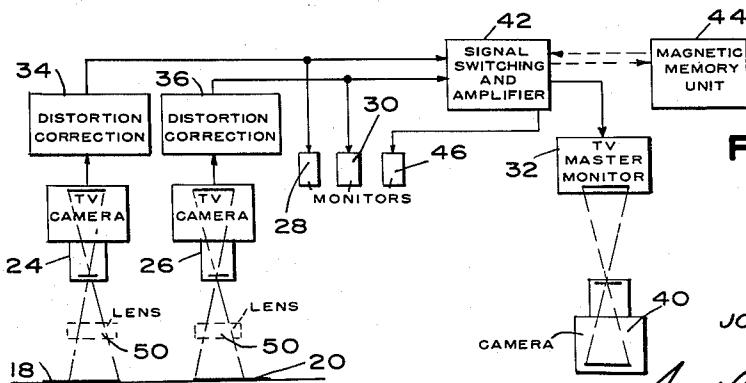 42
44
34
36
SIGNAL
SWITCHING
AND
AMPLIFIER
MAGNETIC
MEMORY
UNIT
DISTORTION
CORRECTION
DISTORTION
CORRECTION
30
46
32
TV
MASTER
MONITOR
F
28
MONITORS
TV
CAMERA
TV
CAMERA
24
26
LENS
50
LENS
50
40
CAMERA
JO
18
20